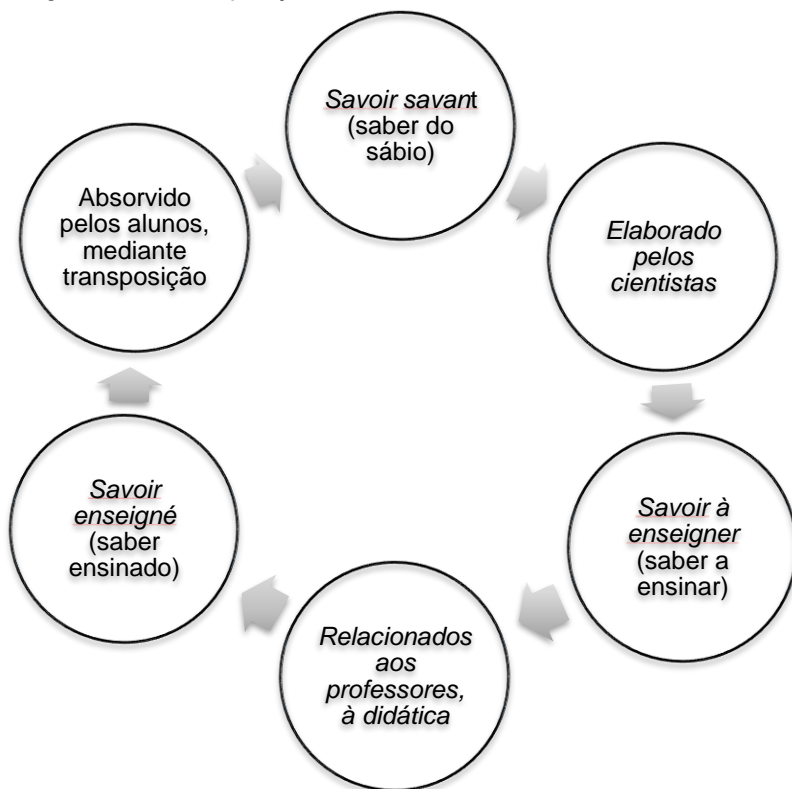 Savoir savant
(saber do
sábio)
Elaborado
pelos
cientistas
Savoir à
enseigner
(saber a
ensinar)
Relacionados
aos
professores,
à didática
Savoir
enseigné
(saber
ensinado)
Absorvido
pelos alunos,
mediante
transposição